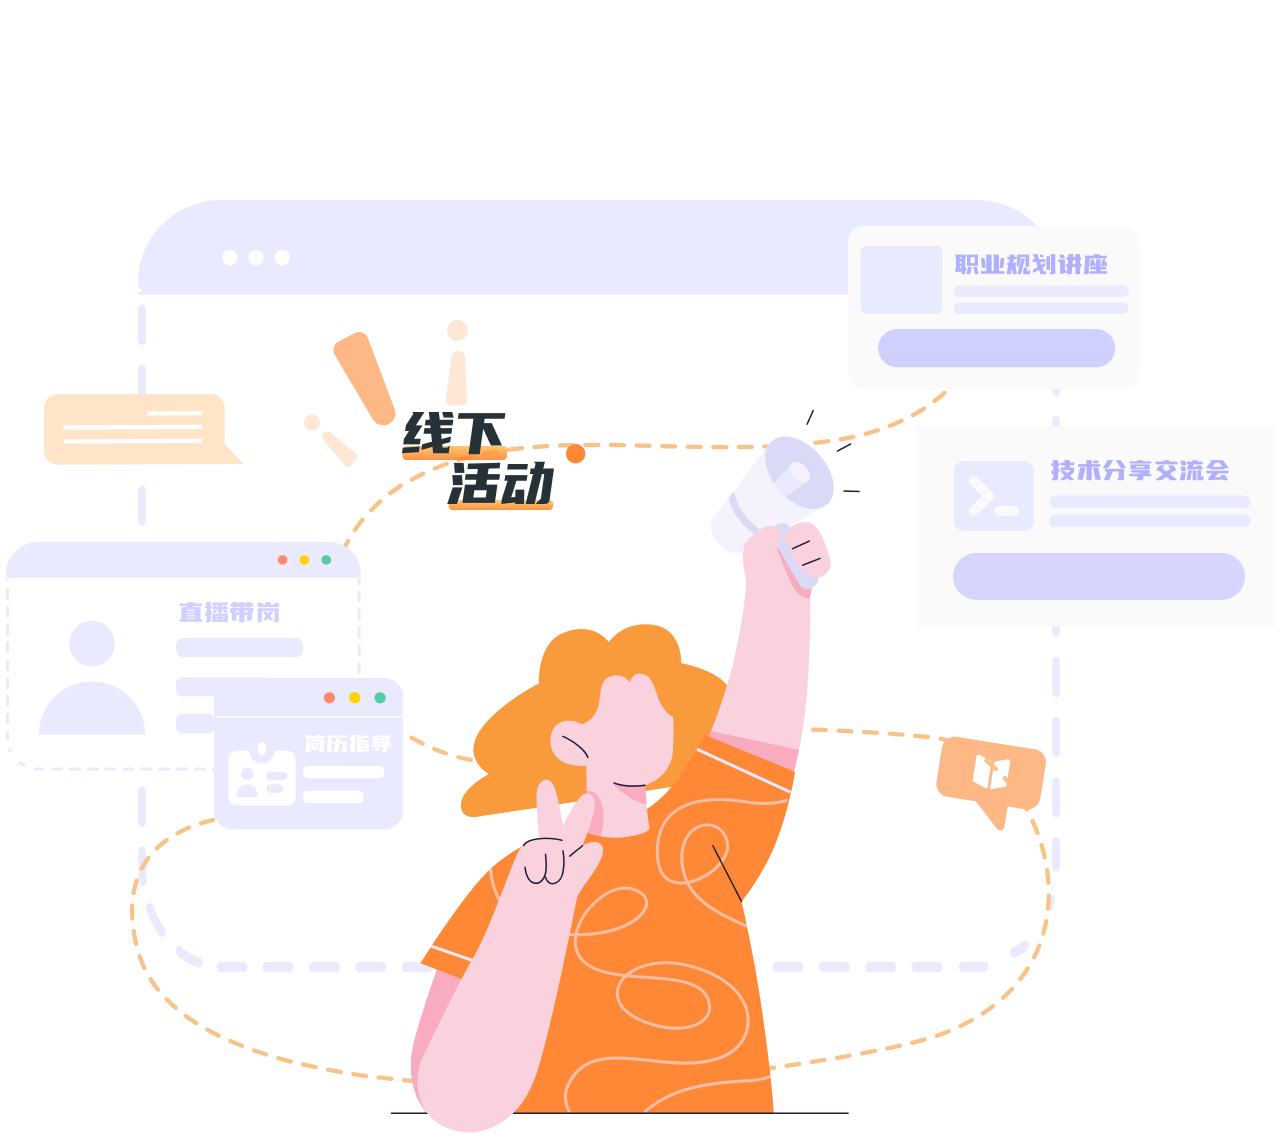 职业规划讲座
线下
活动
技术分享交流会
直播带岗
简历指导